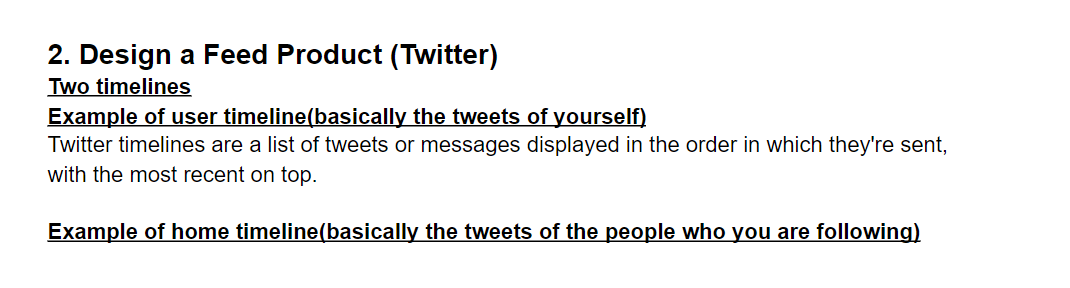 2. Design a Feed Product (Twitter)
Two timelines
Example of user timeline(basically the tweets of yourself)
Twitter timelines are a list of tweets or messages displayed in the order in which they're sent,
with the most recent on top.
Example of home timeline(basically the tweets of the people who you are following)